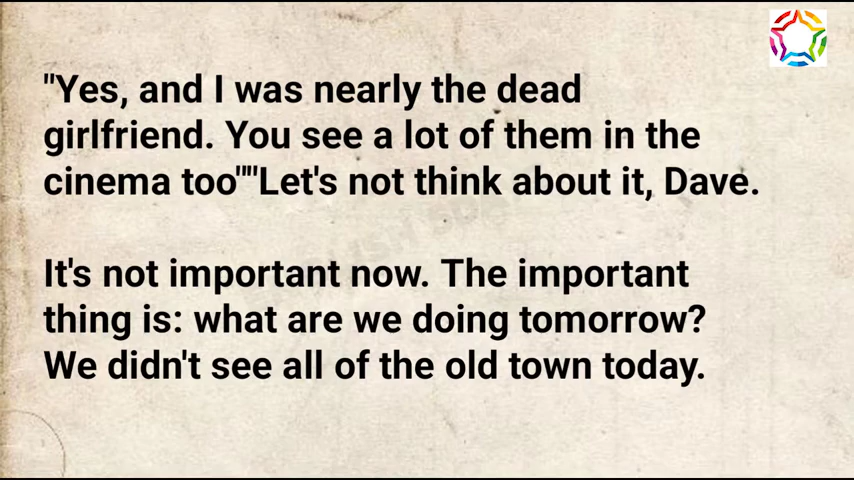 "Yes, and I was nearly the dead
girlfriend. You see a lot of them in the
cinema too""Let's not think about it, Dave.
It's not important now. The important
thing is: what are we doing tomorrow?
We didn't see all of the old town today.